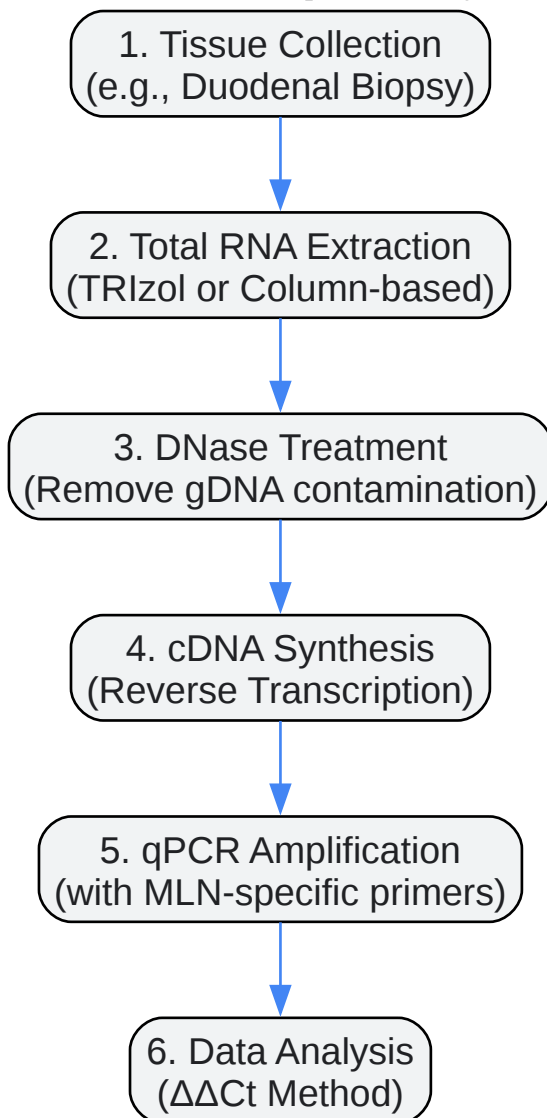 1. Tissue Collection
(e.g., Duodenal Biopsy)
2. Total RNA Extraction
(TRIzol or Column-based)
3. DNase Treatment
(Remove gDNA contamination)
4. cDNA Synthesis
(Reverse Transcription)
5. qPCR Amplification
(with MLN-specific primers)
6. Data Analysis
(ΔΔCt Method)